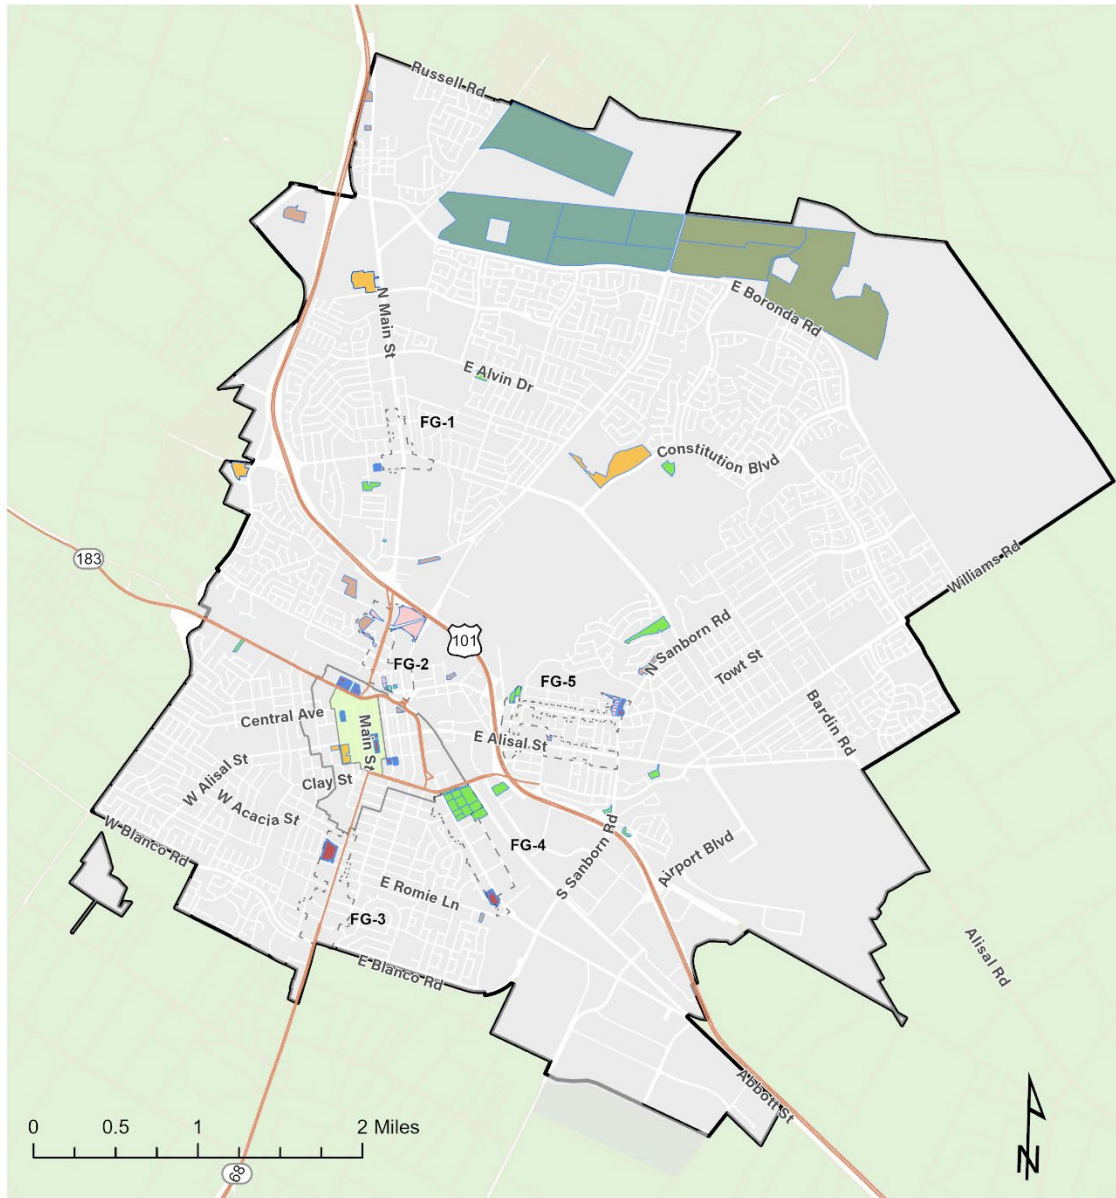 Russell Rd
N Main St
E Boronda Rd
E Alvin Dr
FG-1
Constitution Blvd
183
Williams Rd
101
N Sanborn Rd
FG-2
Towt St
FG-5
Bardin Rd
Central Ave
Main St
E Alisal St
W Alisal St
Clay St
W Acacia St
W Blanco Rd
FG-4
S Sanborn Rd
Airport Blvd
E Romie Ln
FG-3
Alisal Rd
E Blanco Rd
Abbott St
0 0.5 1 2 Miles
68
N